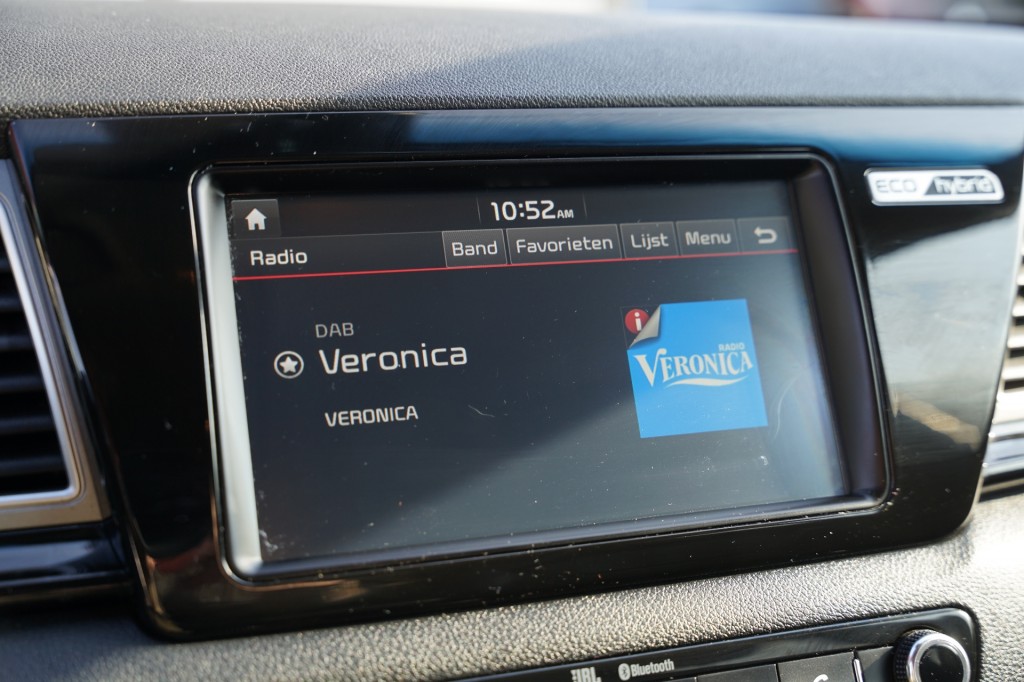 10:52AM
ECO hybrid
Radio
Band
Favorieten
Lijst
Menu
DAB
Veronica
VERONICA
i
RADIO
VERONICA
JBL
Bluetooth